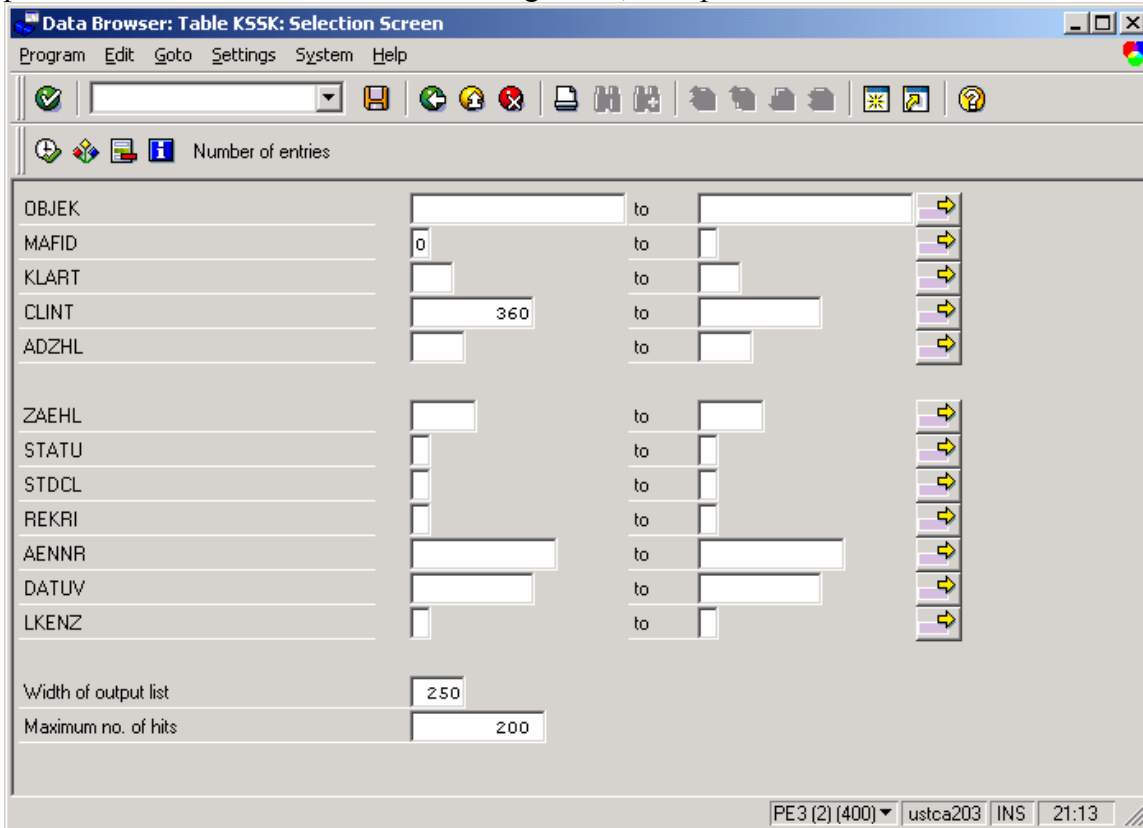 Data Browser: Table KSSK: Selection Screen
Program Edit Goto Settings System Help
Number of entries
OBJEK to
MAFID 0 to
KLART to
CLINT 360 to
ADZHL to
ZAEHL to
STATU to
STDCL to
REKRI to
AENNR to
DATUV to
LKENZ to
Width of output list 250
Maximum no. of hits 200
PE3 (2) (400) ustca203 INS 21:13